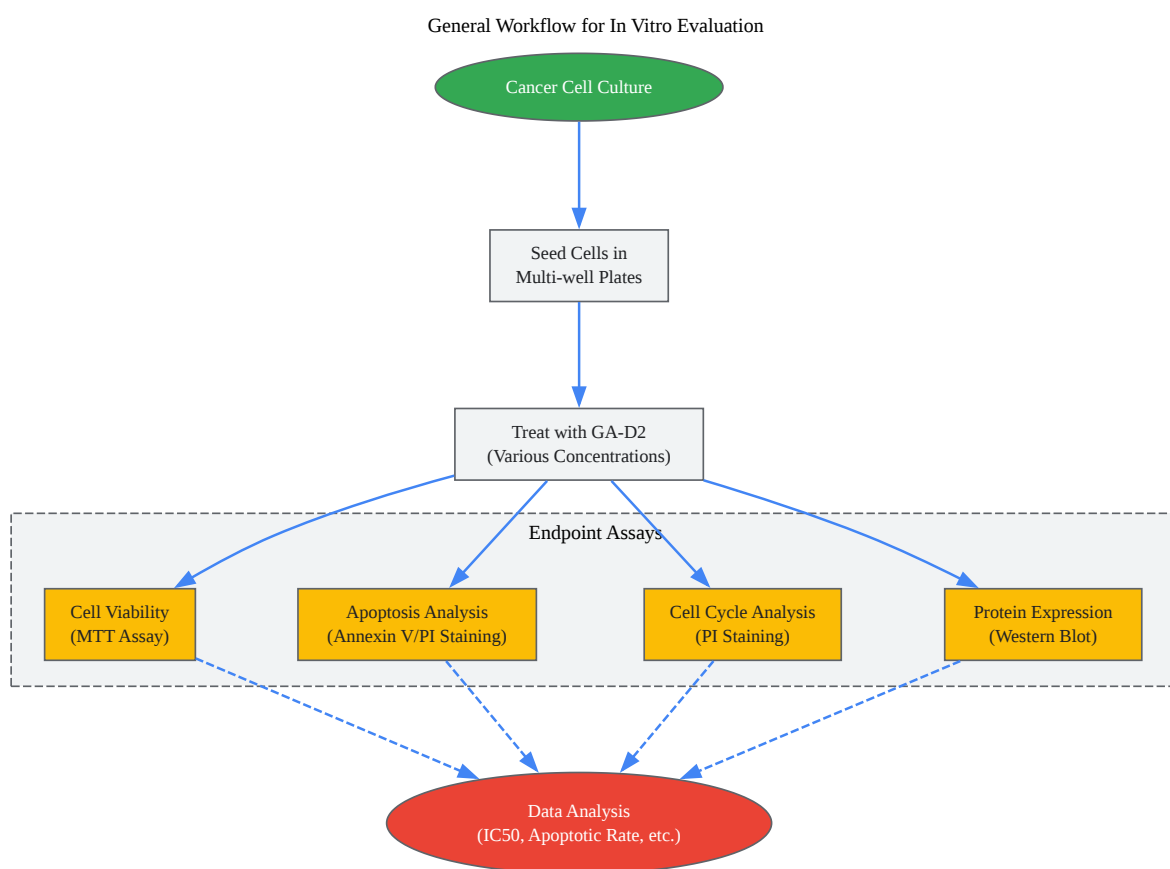 General Workflow for In Vitro Evaluation
Cancer Cell Culture
Seed Cells in
Multi-well Plates
Treat with GA-D2
(Various Concentrations)
Endpoint Assays
Cell Viability
(MTT Assay)
Apoptosis Analysis
(Annexin V/PI Staining)
Cell Cycle Analysis
(PI Staining)
Protein Expression
(Western Blot)
Data Analysis
(IC50, Apoptotic Rate, etc.)